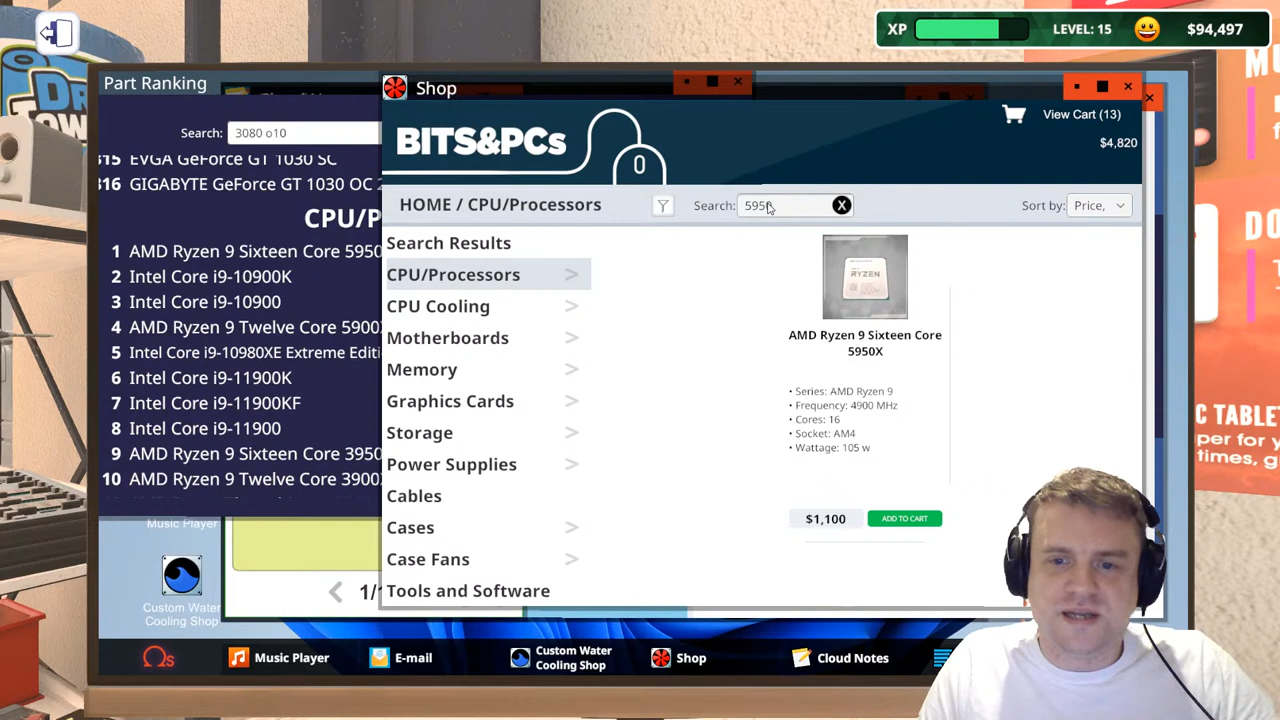 XP LEVEL: 15 $94,497
Part Ranking
Search: 3080 o10
315 EVGA GeForce GT 1030 SC
316 GIGABYTE GeForce GT 1030 OC
CPU/P
1 AMD Ryzen 9 Sixteen Core 5950
2 Intel Core i9-10900K
3 Intel Core i9-10900
4 AMD Ryzen 9 Twelve Core 5900
5 Intel Core i9-10980XE Extreme Editi
6 Intel Core i9-11900K
7 Intel Core i9-11900KF
8 Intel Core i9-11900
9 AMD Ryzen 9 Sixteen Core 3950
10 AMD Ryzen 9 Twelve Core 3900
Shop
BITS&PCs
View Cart (13)
$4,820
HOME / CPU/Processors
Search: 5950 X
Sort by: Price,
Search Results
CPU/Processors >
CPU Cooling >
Motherboards >
Memory >
Graphics Cards >
Storage >
Power Supplies >
Cables
Cases >
Case Fans >
Tools and Software
RYZEN
AMD Ryzen 9 Sixteen Core
5950X
• Series: AMD Ryzen 9
• Frequency: 4900 MHz
• Cores: 16
• Socket: AM4
• Wattage: 105 w
$1,100 ADD TO CART
Music Player
Custom Water
Cooling Shop
1/
Music Player
E-mail
Custom Water
Cooling Shop
Shop
Cloud Notes
C TABLET
per for y
times, g